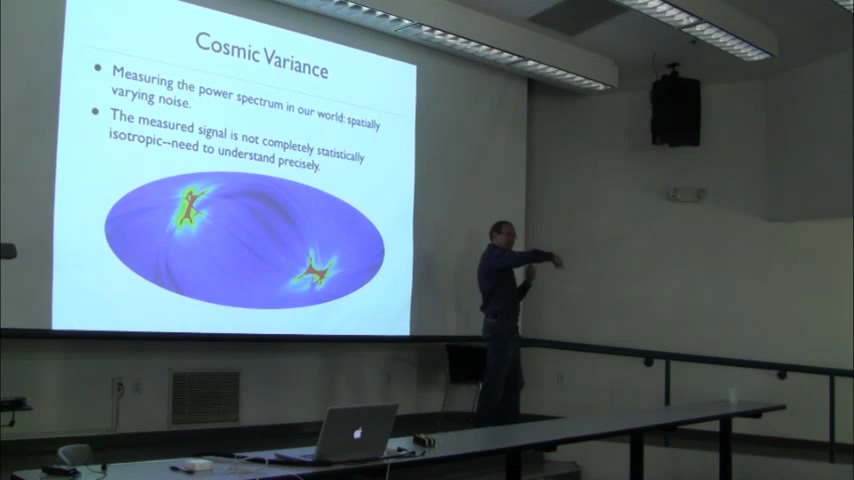 Cosmic Variance
• Measuring the power spectrum in our world: spatially
varying noise.
• The measured signal is not completely statistically
isotropic--need to understand precisely.